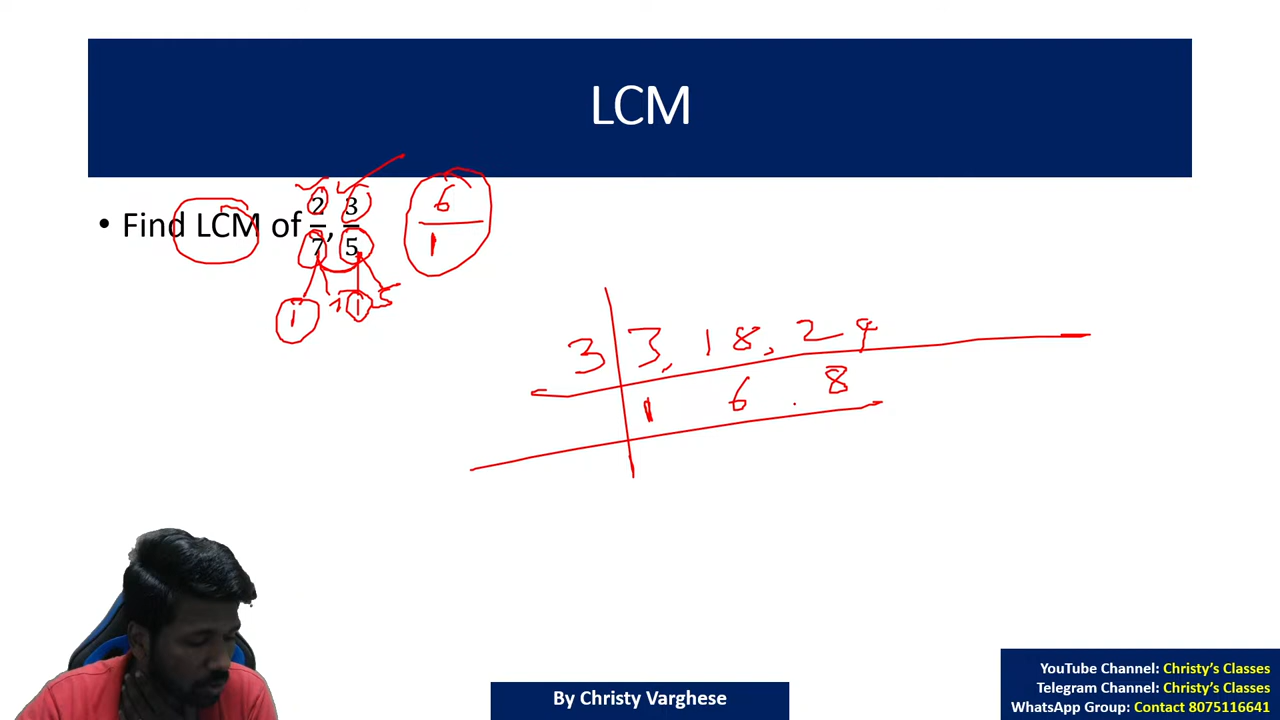 LCM
• Find LCM of 2/7, 3/5
6
1
1 1 5
3 3, 18, 24
1 6 . 8
By Christy Varghese
YouTube Channel: Christy's Classes
Telegram Channel: Christy's Classes
WhatsApp Group: Contact 8075116641